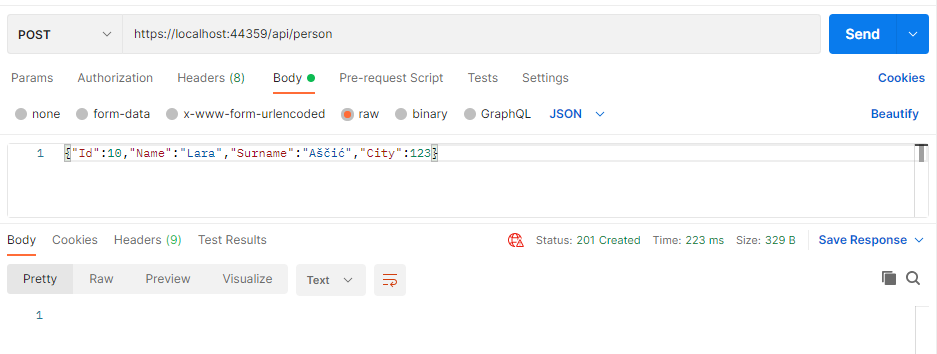 POST https://localhost:44359/api/person Send
Params Authorization Headers (8) Body Pre-request Script Tests Settings Cookies
none form-data x-www-form-urlencoded raw binary GraphQL JSON Beautify
1 {"Id":10,"Name":"Lara","Surname":"Aščić","City":123}
Body Cookies Headers (9) Test Results Status: 201 Created Time: 223 ms Size: 329 B Save Response
Pretty Raw Preview Visualize Text
1